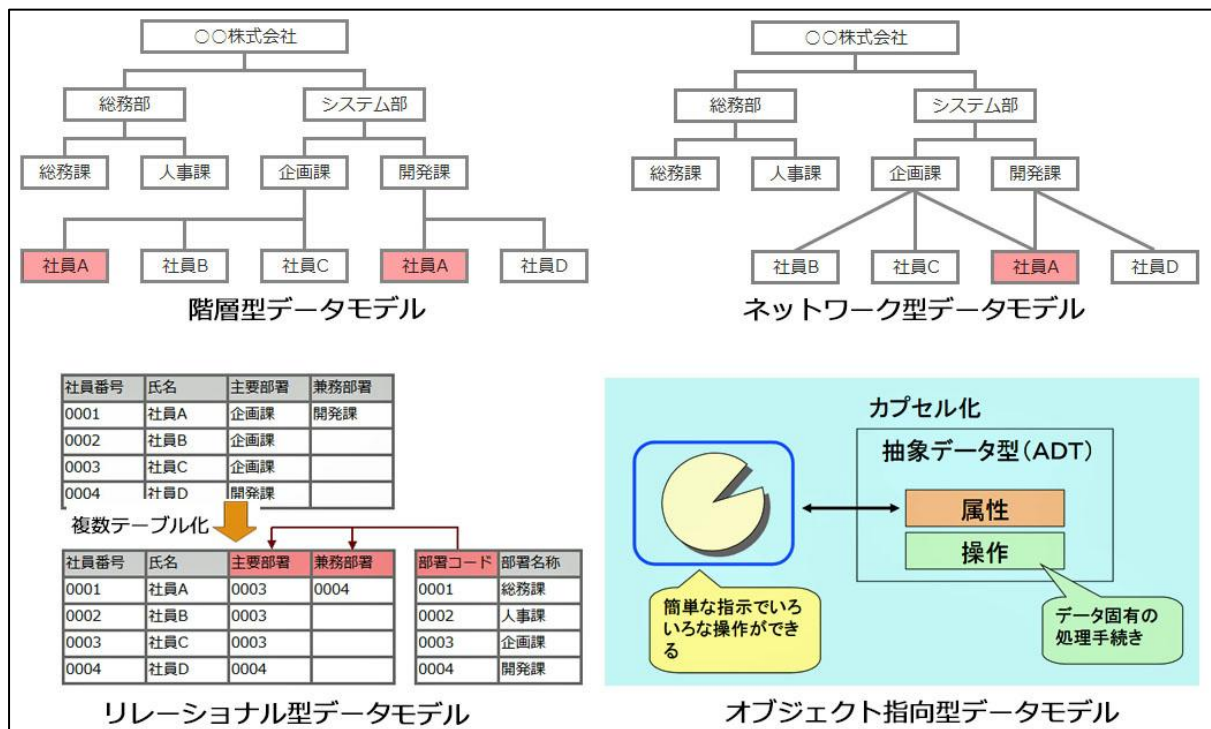 ○○株式会社
総務部 システム部
総務課 人事課 企画課 開発課
社員A 社員B 社員C 社員A 社員D
階層型データモデル
○○株式会社
総務部 システム部
総務課 人事課 企画課 開発課
社員B 社員C 社員A 社員D
ネットワーク型データモデル
社員番号 氏名 主要部署 兼務部署
0001 社員A 企画課 開発課
0002 社員B 企画課
0003 社員C 企画課
0004 社員D 開発課
複数テーブル化
社員番号 氏名 主要部署 兼務部署
0001 社員A 0003 0004
0002 社員B 0003
0003 社員C 0003
0004 社員D 0004
部署コード 部署名称
0001 総務課
0002 人事課
0003 企画課
0004 開発課
リレーショナル型データモデル
カプセル化
抽象データ型(ADT)
属性
操作
簡単な指示でいろ
いろな操作ができ
る
データ固有の
処理手続き
オブジェクト指向型データモデル